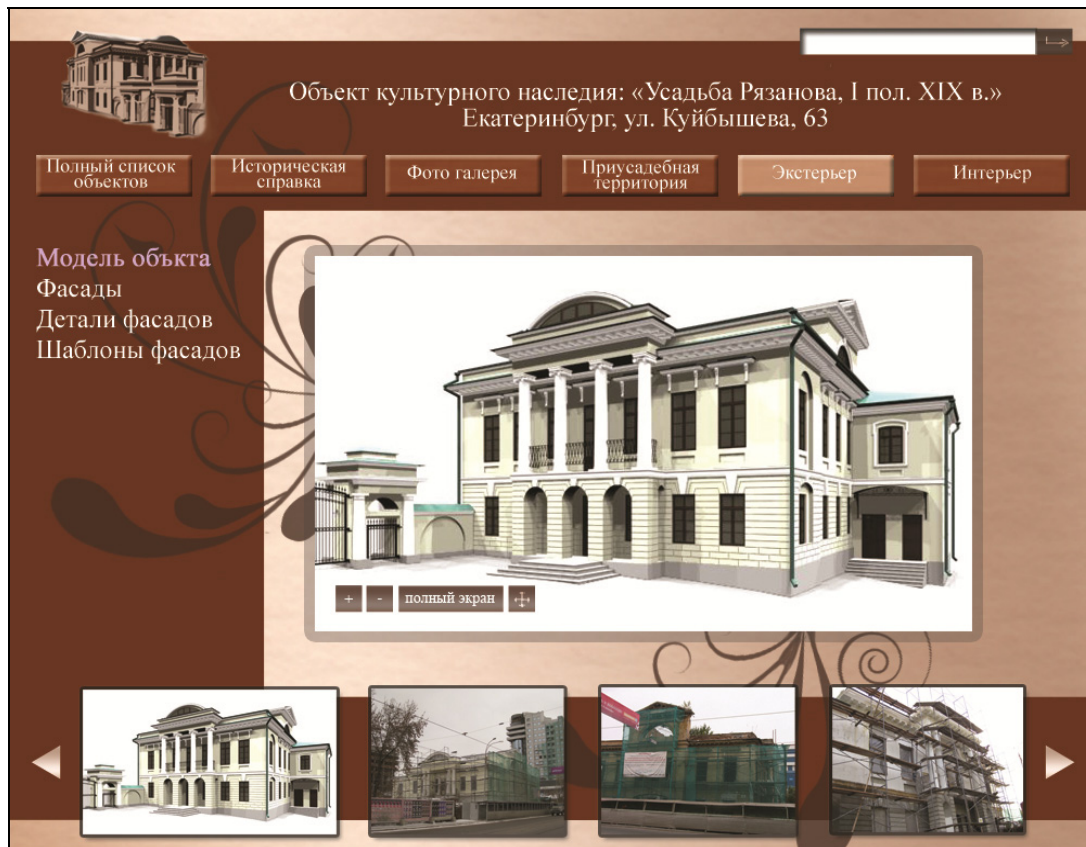 Объект культурного наследия: «Усадьба Рязанова, I пол. XIX в.»
Екатеринбург, ул. Куйбышева, 63
Полный список
объектов
Историческая
справка
Фото галерея
Приусадебная
территория
Экстерьер
Интерьер
Модель объкта
Фасады
Детали фасадов
Шаблоны фасадов
+ - полный экран